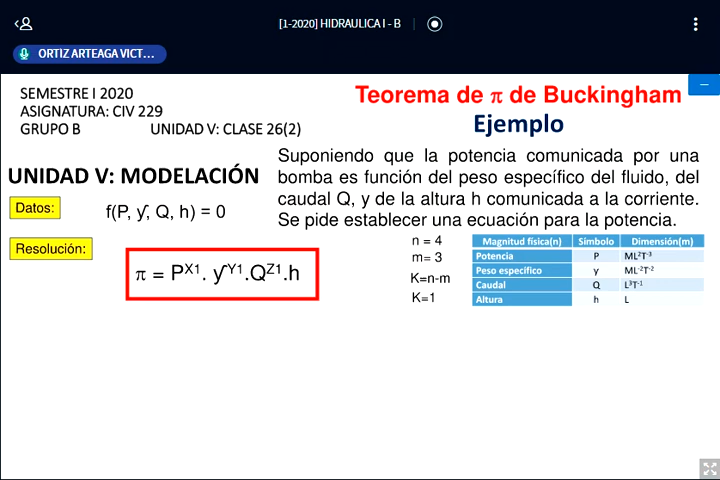 [1-2020] HIDRAULICA I - B
ORTIZ ARTEAGA VICT...
SEMESTRE I 2020
ASIGNATURA: CIV 229
GRUPO B UNIDAD V: CLASE 26(2)
Teorema de π de Buckingham
Ejemplo
UNIDAD V: MODELACIÓN
Suponiendo que la potencia comunicada por una
bomba es función del peso específico del fluido, del
caudal Q, y de la altura h comunicada a la corriente.
Se pide establecer una ecuación para la potencia.
Datos:
f(P, ƴ, Q, h) = 0
Resolución:
π = P^X1. ƴ^Y1.Q^Z1.h
n = 4
m= 3
K=n-m
K=1
Magnitud física(n) Símbolo Dimensión(m)
Potencia P ML²T⁻³
Peso específico γ ML⁻²T⁻²
Caudal Q L³T⁻¹
Altura h L